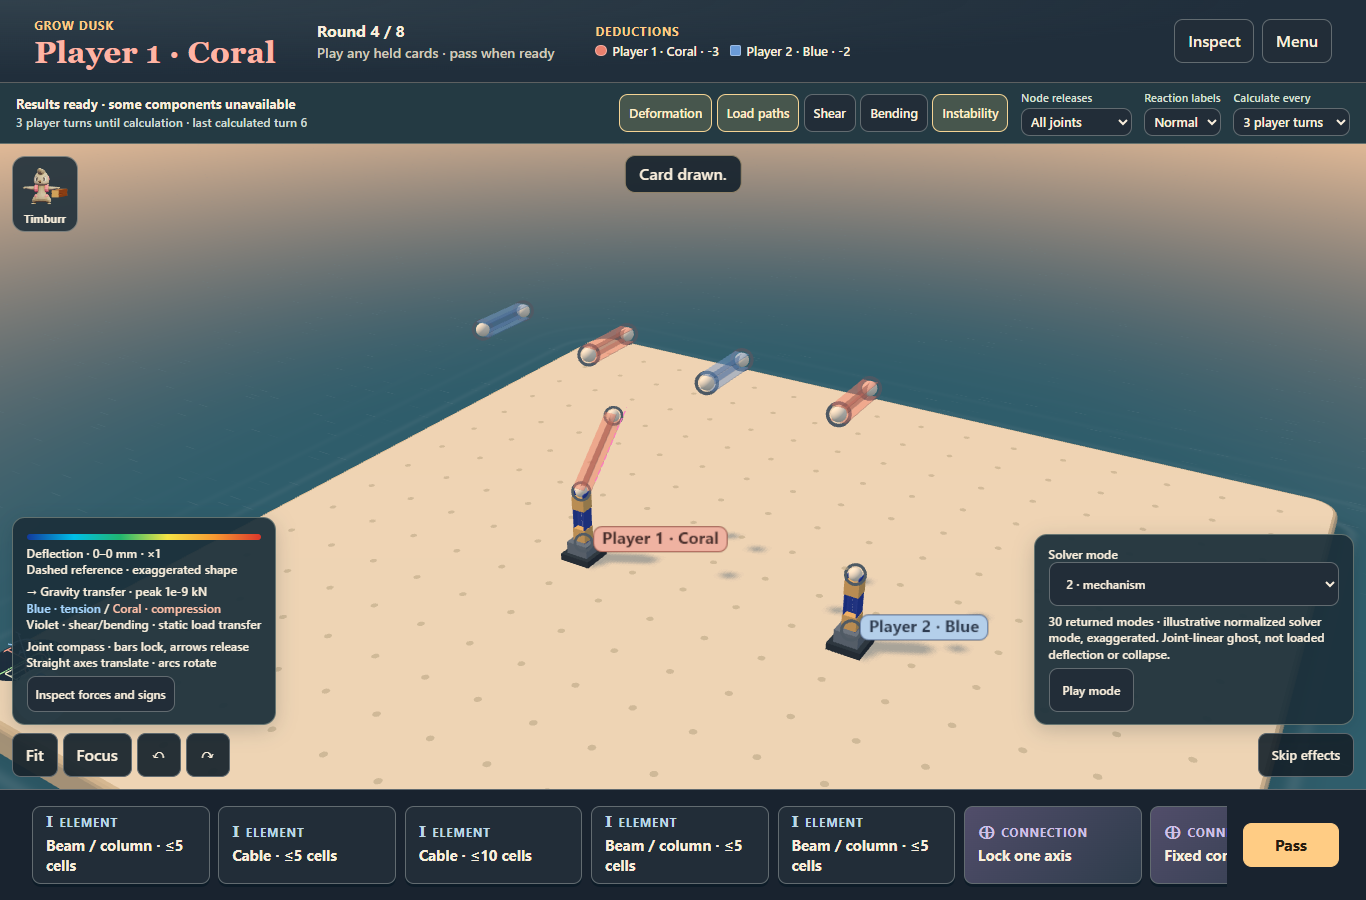 GROW DUSK
Player 1 · Coral
Round 4 / 8
Play any held cards · pass when ready
DEDUCTIONS
Player 1 · Coral · -3
Player 2 · Blue · -2
Inspect
Menu
Results ready · some components unavailable
3 player turns until calculation · last calculated turn 6
Deformation
Load paths
Shear
Bending
Instability
Node releases
All joints
Reaction labels
Normal
Calculate every
3 player turns
Timburr
Card drawn.
Player 1 · Coral
Player 2 · Blue
Deflection · 0–0 mm · ×1
Dashed reference · exaggerated shape
→ Gravity transfer · peak 1e-9 kN
Blue · tension / Coral · compression
Violet · shear/bending · static load transfer
Joint compass · bars lock, arrows release
Straight axes translate · arcs rotate
Inspect forces and signs
Solver mode
2 · mechanism
30 returned modes · illustrative normalized solver
mode, exaggerated. Joint-linear ghost, not loaded
deflection or collapse.
Play mode
Fit
Focus
↶
↷
Skip effects
ELEMENT
Beam / column · ≤5
cells
ELEMENT
Cable · ≤5 cells
ELEMENT
Cable · ≤10 cells
ELEMENT
Beam / column · ≤5
cells
ELEMENT
Beam / column · ≤5
cells
CONNECTION
Lock one axis
CONN
Fixed cor
Pass